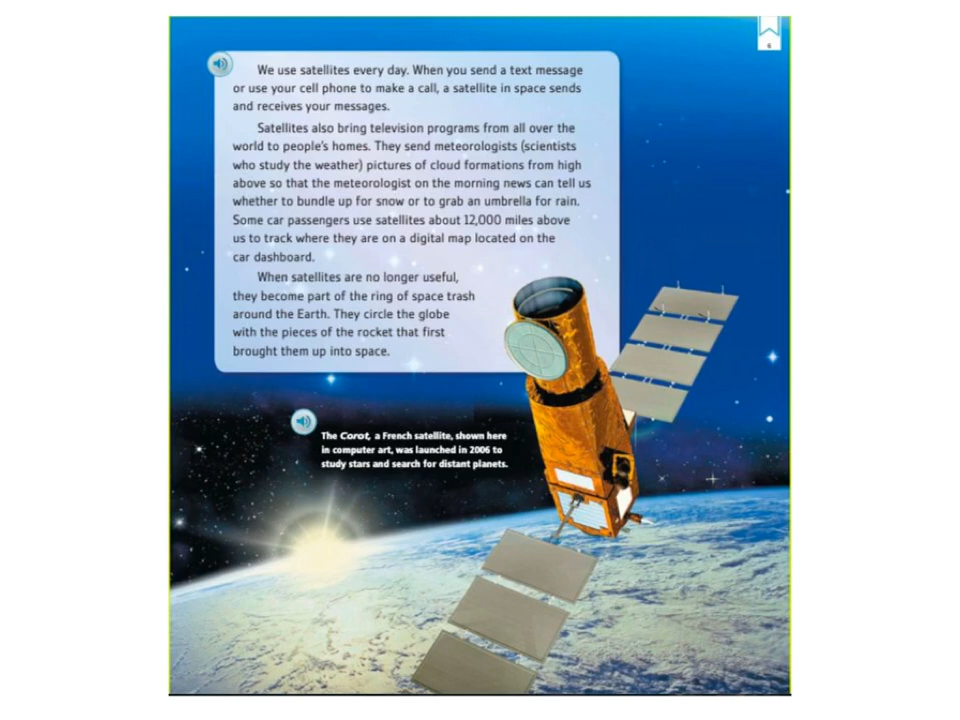 6
We use satellites every day. When you send a text message
or use your cell phone to make a call, a satellite in space sends
and receives your messages.
Satellites also bring television programs from all over the
world to people's homes. They send meteorologists (scientists
who study the weather) pictures of cloud formations from high
above so that the meteorologist on the morning news can tell us
whether to bundle up for snow or to grab an umbrella for rain.
Some car passengers use satellites about 12,000 miles above
us to track where they are on a digital map located on the
car dashboard.
When satellites are no longer useful,
they become part of the ring of space trash
around the Earth. They circle the globe
with the pieces of the rocket that first
brought them up into space.
The Corot, a French satellite, shown here
in computer art, was launched in 2006 to
study stars and search for distant planets.